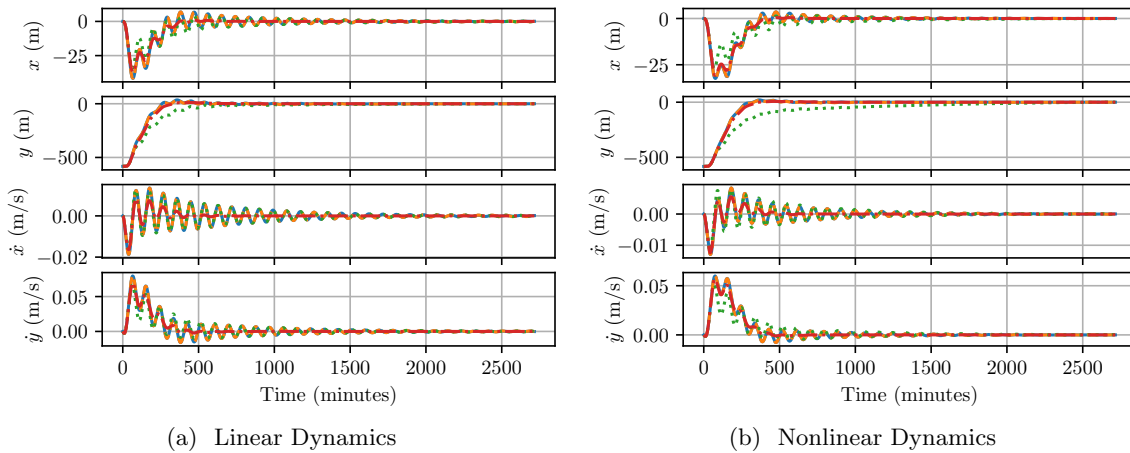 0
−25
x (m)
0
−500
y (m)
0.00
−0.02
ẋ (m/s)
0.05
0.00
ẏ (m/s)
0 500 1000 1500 2000 2500
Time (minutes)
(a) Linear Dynamics
0
−25
x (m)
0
−500
y (m)
0.00
−0.01
ẋ (m/s)
0.05
0.00
ẏ (m/s)
0 500 1000 1500 2000 2500
Time (minutes)
(b) Nonlinear Dynamics